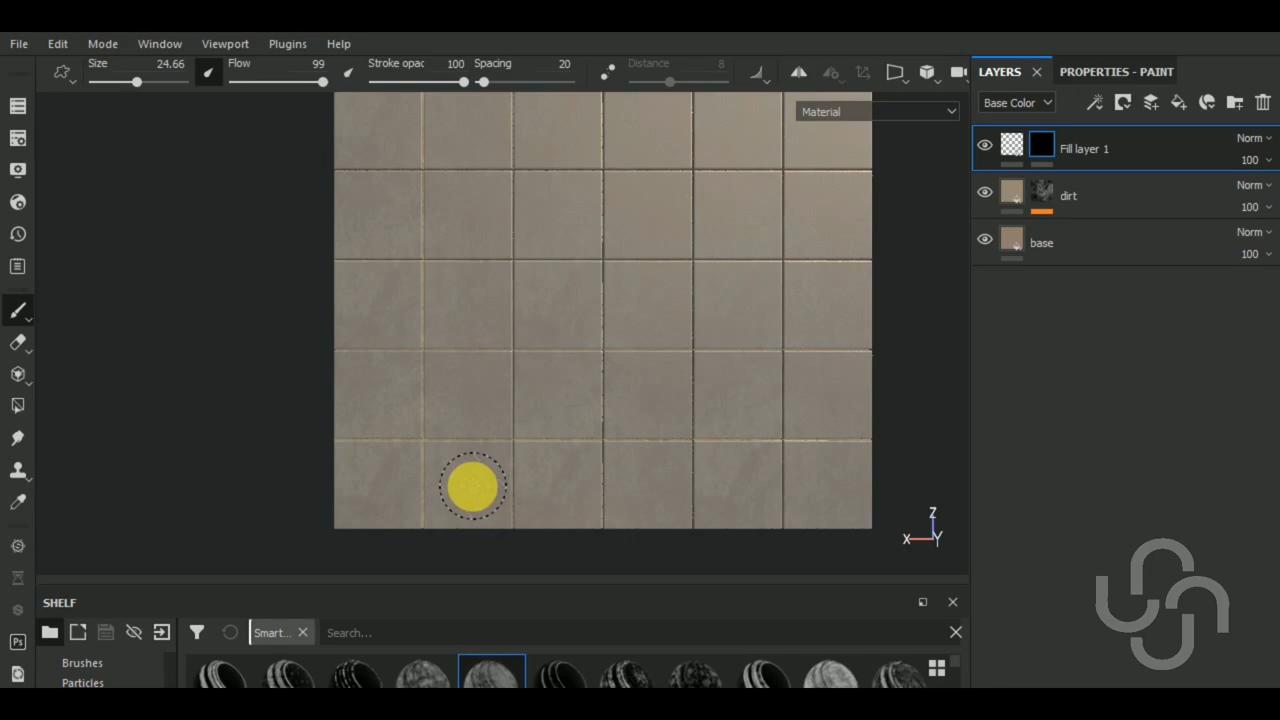 File Edit Mode Window Viewport Plugins Help
Size 24.66 Flow 99 Stroke opac 100 Spacing 20 Distance 8
LAYERS PROPERTIES - PAINT
Base Color
Material
Norm
Fill layer 1
100
Norm
dirt
100
Norm
base
100
Z
X Y
SHELF
Smart... Search...
Brushes
Particles
Ps